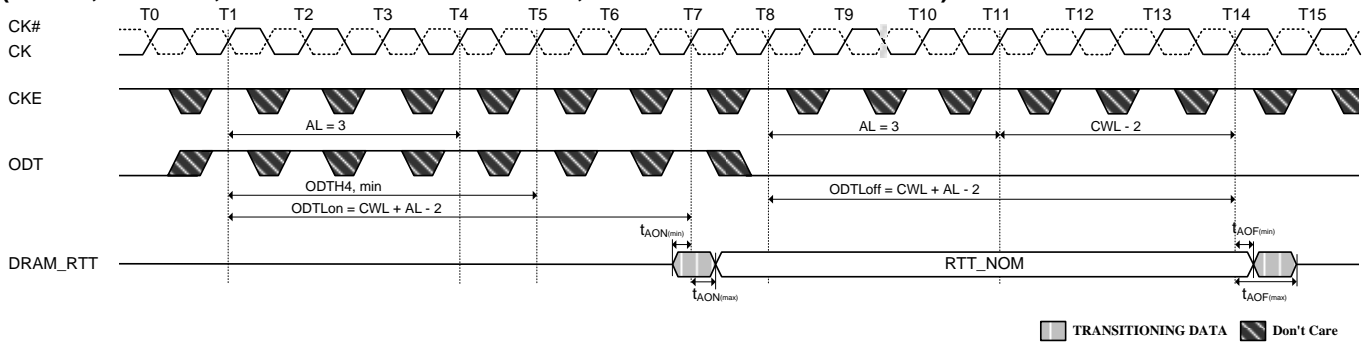 T0 T1 T2 T3 T4 T5 T6 T7 T8 T9 T10 T11 T12 T13 T14 T15
CK#
CK
CKE
AL = 3 AL = 3 CWL - 2
ODT
ODTH4, min ODTLoff = CWL + AL - 2
ODTLon = CWL + AL - 2
tAON(min) tAOF(min)
DRAM_RTT RTT_NOM
tAON(max) tAOF(max)
TRANSITIONING DATA Don't Care